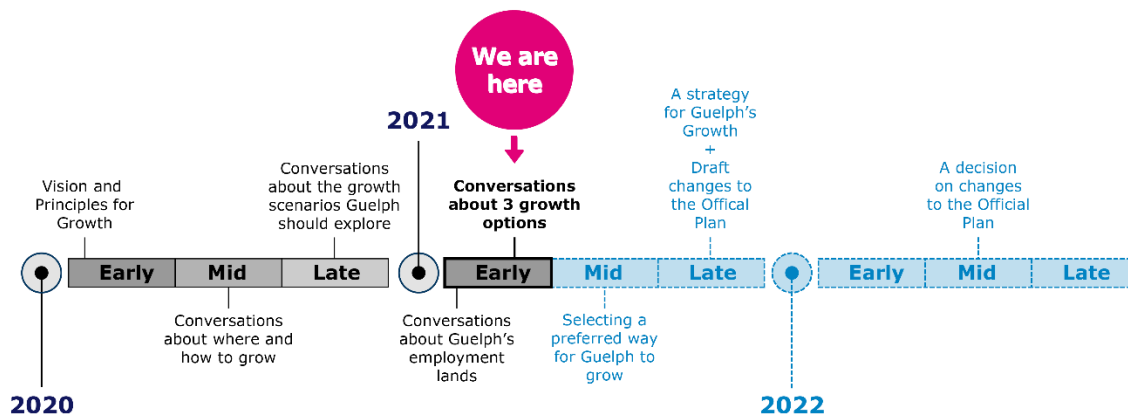 We are
here
2021
A strategy
for Guelph's
Growth
+
Draft
changes to
the Offical
Plan
Conversations
about the growth
scenarios Guelph
should explore
A decision
on changes
to the Official
Plan
Vision and
Principles for
Growth
Conversations
about 3 growth
options
Early
Mid
Late
Early
Mid
Late
Early
Mid
Late
Conversations
about where and
how to grow
Conversations
about Guelph's
employment
lands
Selecting a
preferred way
for Guelph to
grow
2020
2022